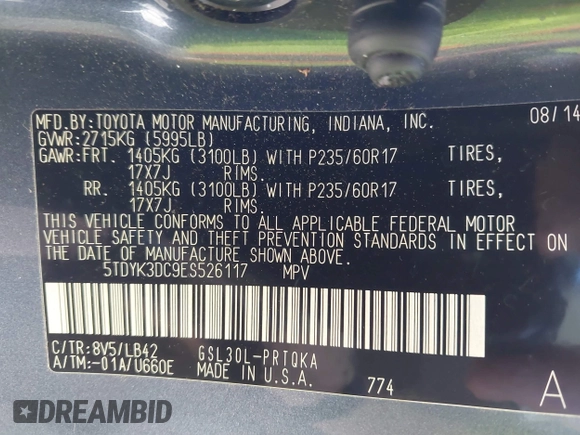 MFD.BY:TOYOTA MOTOR MANUFACTURING, INDIANA, INC. 08/14
GVWR:2715KG (5995LB)
GAWR:FRT. 1405KG (3100LB) WITH P235/60R17 TIRES,
17X7J RIMS.
RR. 1405KG (3100LB) WITH P235/60R17 TIRES,
17X7J RIMS.
THIS VEHICLE CONFORMS TO ALL APPLICABLE FEDERAL MOTOR
VEHICLE SAFETY AND THEFT PREVENTION STANDARDS IN EFFECT ON
THE DATE OF MANUFACTURE SHOWN ABOVE.
5TDYK3DC9ES526117 MPV
C/TR:8V5/LB42 GSL30L-PRTQKA
A/TM:-01A/U660E MADE IN U.S.A. 774 A
DREAMBID